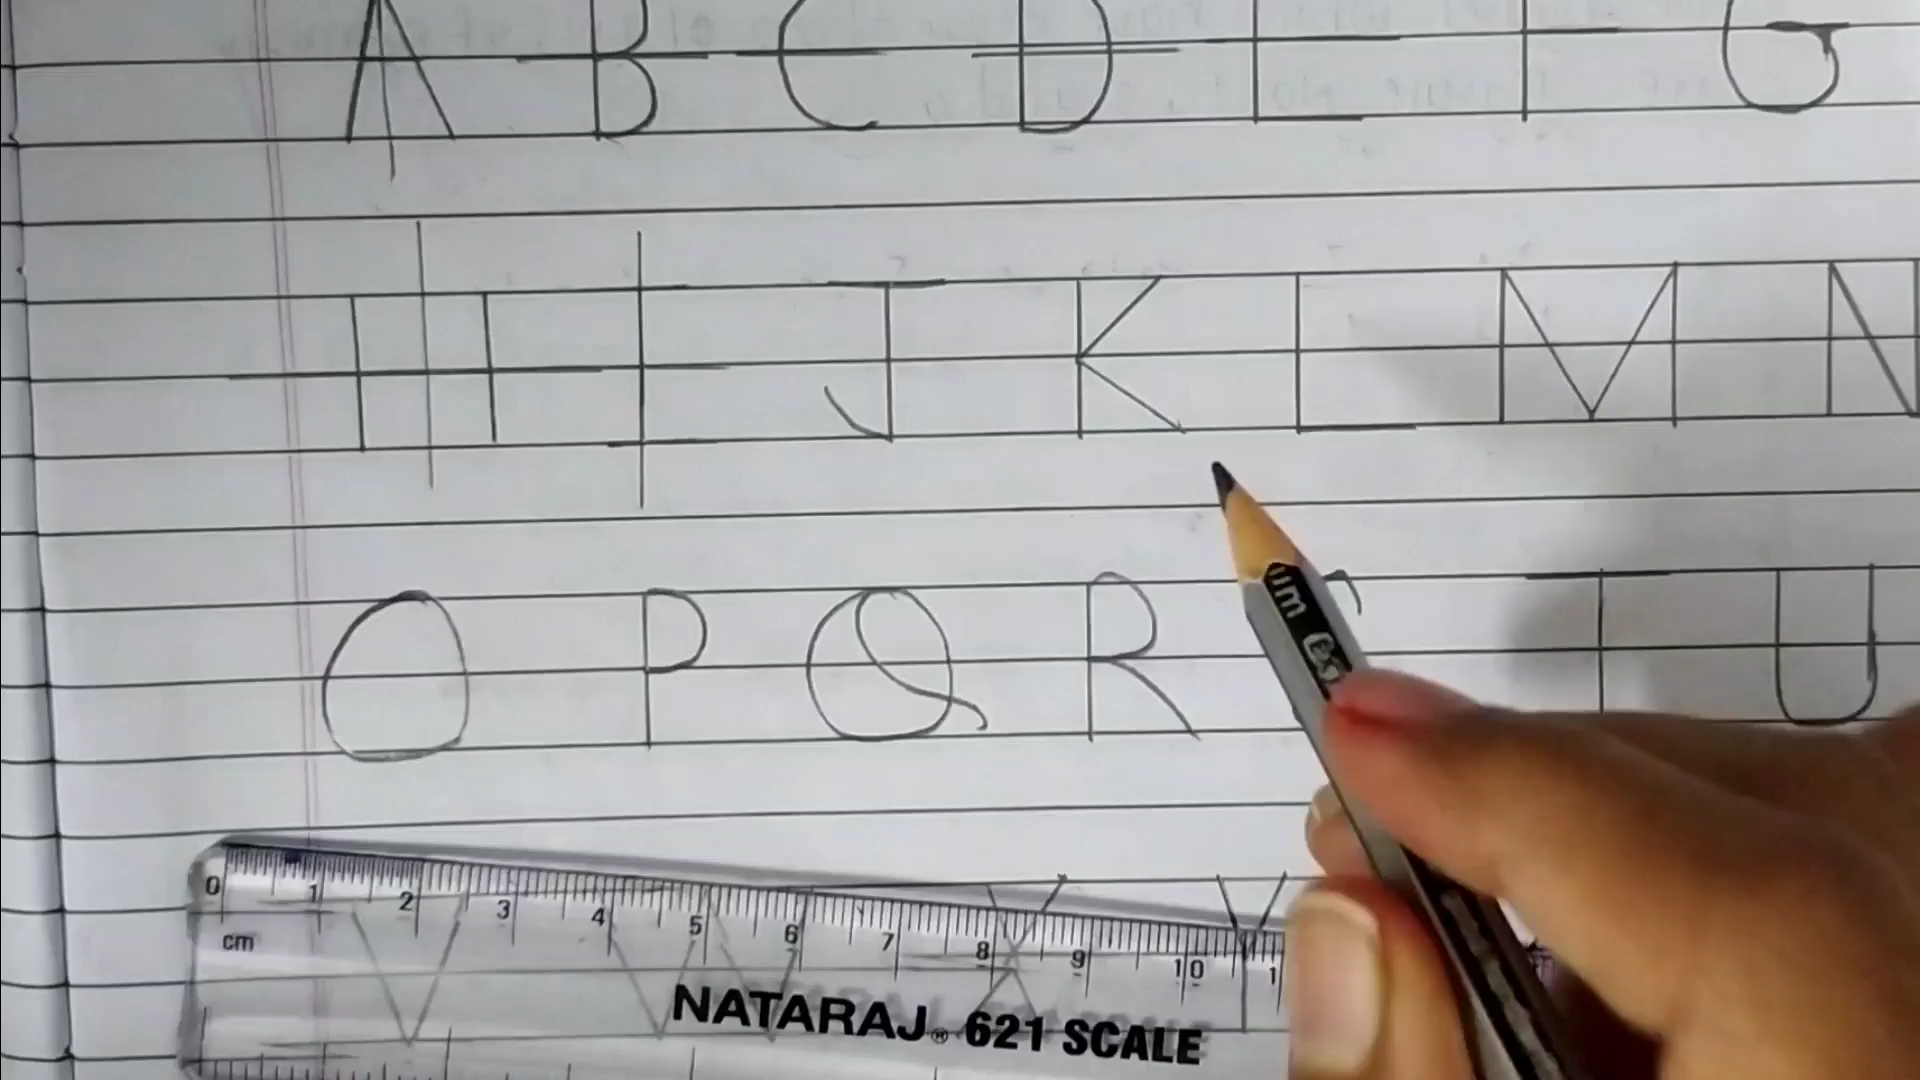 A B C D E F G
H I J K L M N
O P Q R S T U
V W X Y
0 1 2 3 4 5 6 7 8 9 10
cm
NATARAJ® 621 SCALE